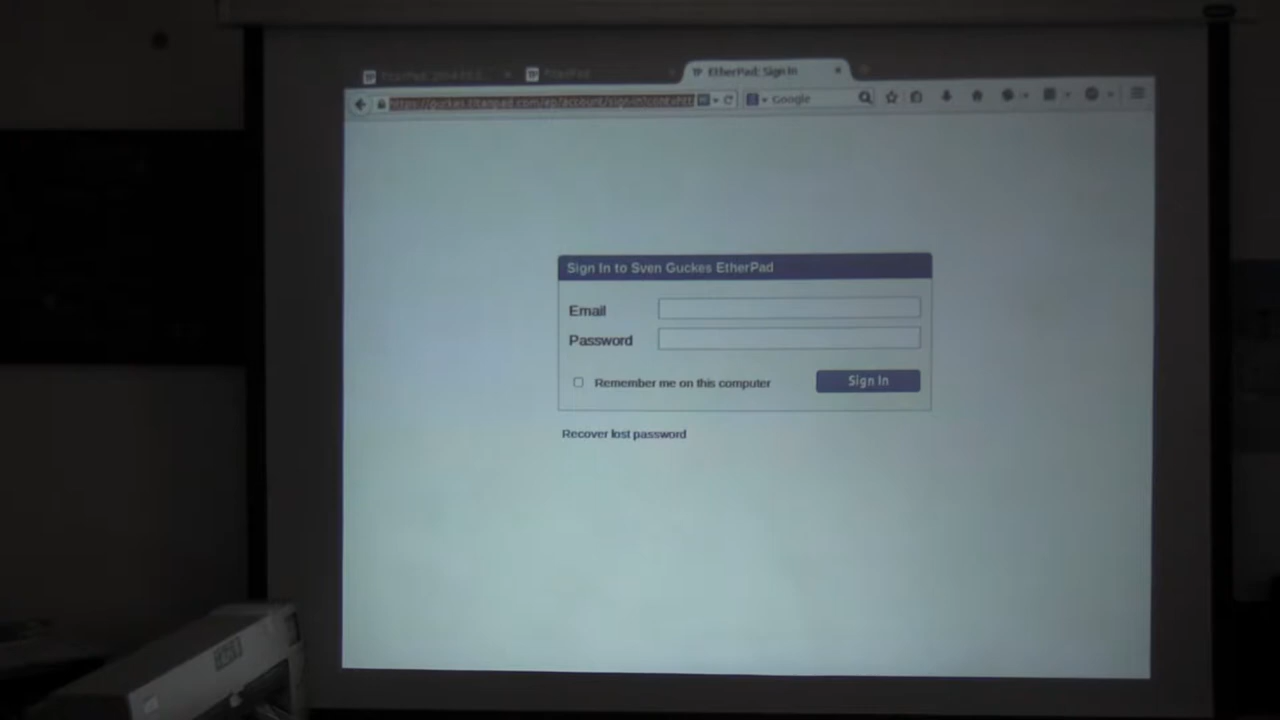 EtherPad: Sign In
Google
Sign In to Sven Guckes EtherPad
Email
Password
Remember me on this computer
Sign In
Recover lost password